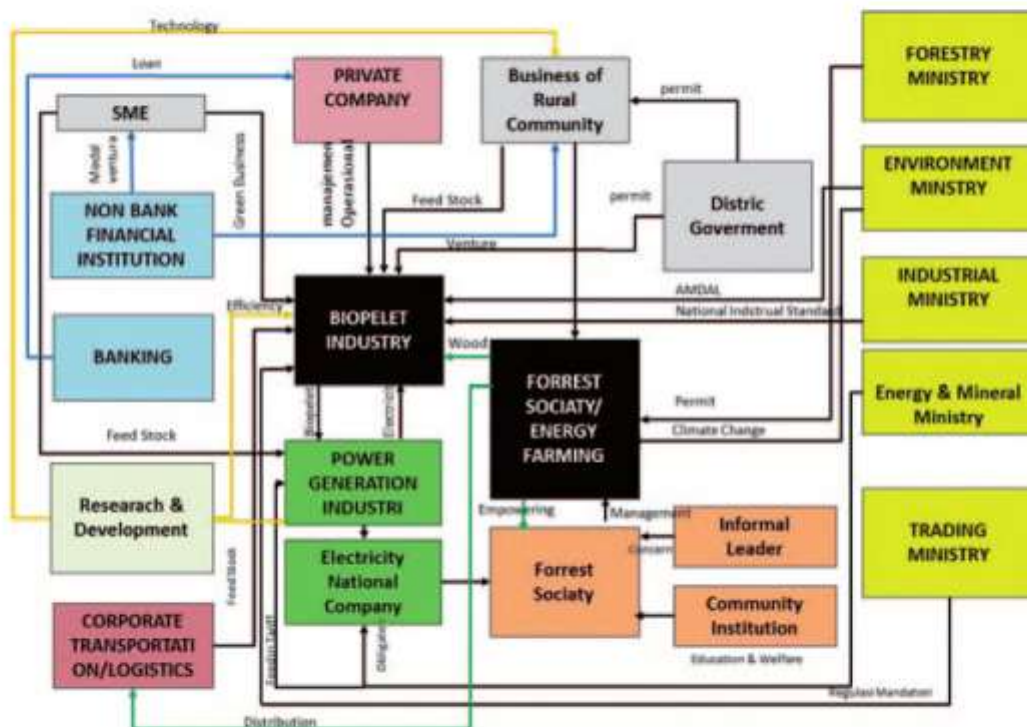 Technology
Loan
PRIVATE
COMPANY
Business of
Rural
Community
permit
FORESTRY
MINISTRY
SME
Modal
ventura
Green Business
manajemen
Operasional
Feed Stock
permit
Distric
Goverment
ENVIRONMENT
MINSTRY
NON BANK
FINANCIAL
INSTITUTION
Venture
Efficiency
BIOPELET
INDUSTRY
AMDAL
National Indstrual Standard
INDUSTRIAL
MINISTRY
BANKING
Wood
FORREST
SOCIATY/
ENERGY
FARMING
Permit
Climate Change
Energy & Mineral
Ministry
Biopelet
Feed Stock
POWER
GENERATION
INDUSTRI
Researach &
Development
Empowering
Management
Concern
Informal
Leader
TRADING
MINISTRY
Feed Stock
Electricity
National
Company
Forrest
Sociaty
Community
Institution
Education & Welfare
CORPORATE
TRANSPORTATI
ON/LOGISTICS
Regulasi Mandation
Distribution